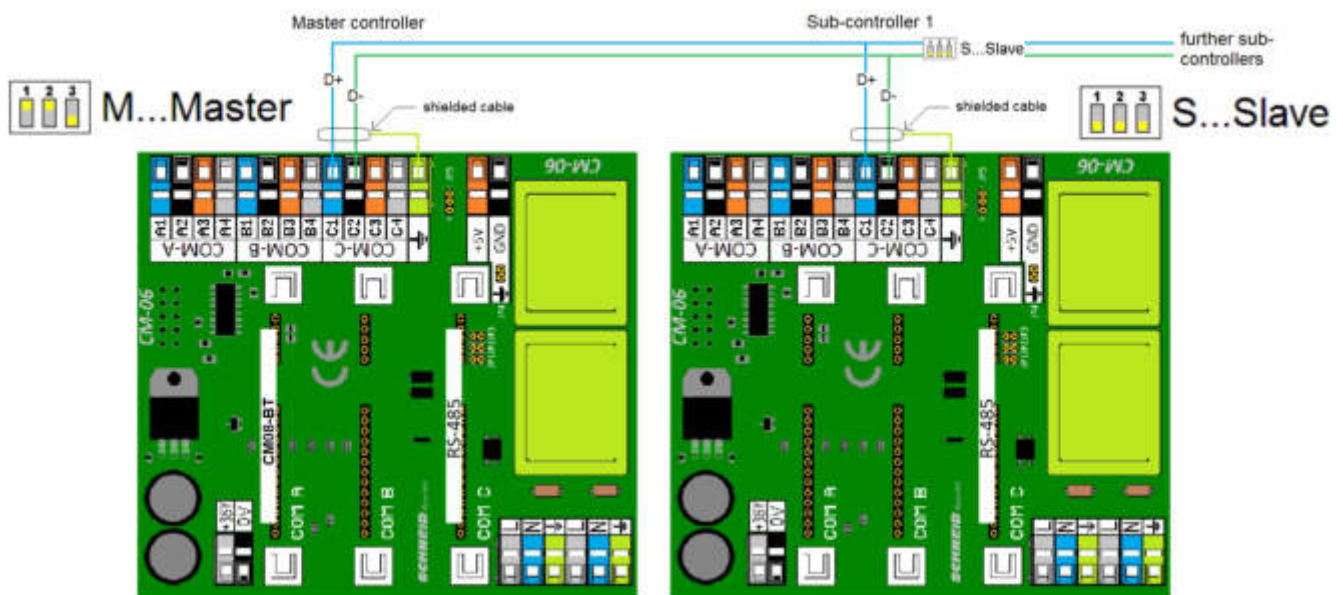 Master controller
Sub-controller 1
S...Slave
further sub-
controllers
D+
D-
shielded cable
D+
D-
shielded cable
1 2 3
M...Master
1 2 3
S...Slave
CM-06
A1 A2 A3 A4 B1 B2 B3 B4 C1 C2 C3 C4
COM-A COM-B COM-C
+5V GND
CM-06
CM08-BT
RS-485
COM A
COM B
COM C
+36V 0V
SCHRFID
L N L N
CM-06
A1 A2 A3 A4 B1 B2 B3 B4 C1 C2 C3 C4
COM-A COM-B COM-C
+5V GND
CM-06
RS-485
COM A
COM B
COM C
+36V 0V
L N L N